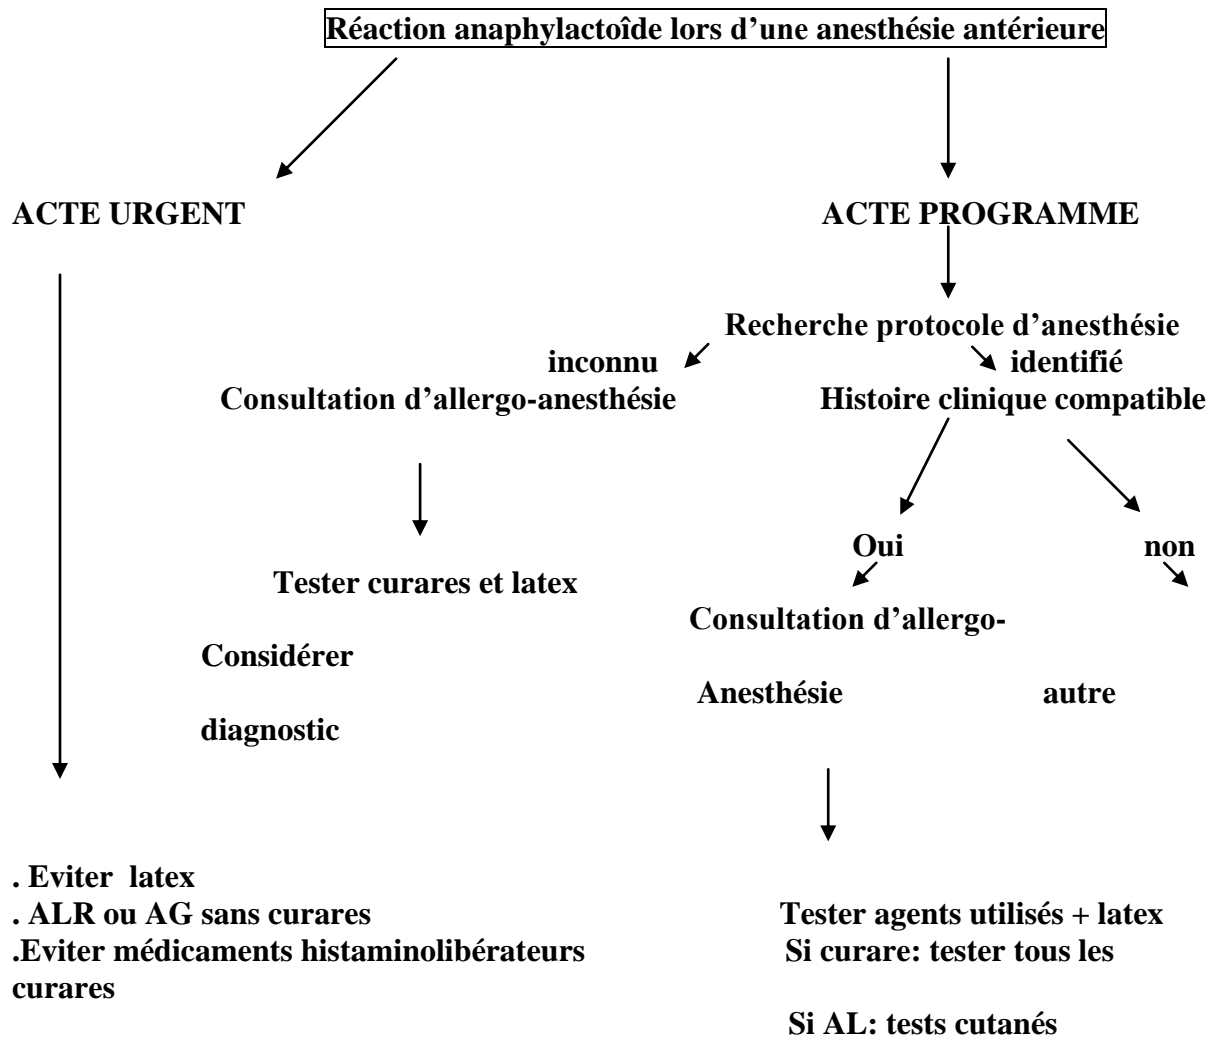 Réaction anaphylactoîde lors d’une anesthésie antérieure
ACTE URGENT
ACTE PROGRAMME
Recherche protocole d’anesthésie
inconnu
identifié
Consultation d’allergo-anesthésie
Histoire clinique compatible
Oui
non
Tester curares et latex
Consultation d’allergo-
Considérer
Anesthésie
autre
diagnostic
. Eviter latex
. ALR ou AG sans curares
Tester agents utilisés + latex
.Eviter médicaments histaminolibérateurs
Si curare: tester tous les
curares
Si AL: tests cutanés